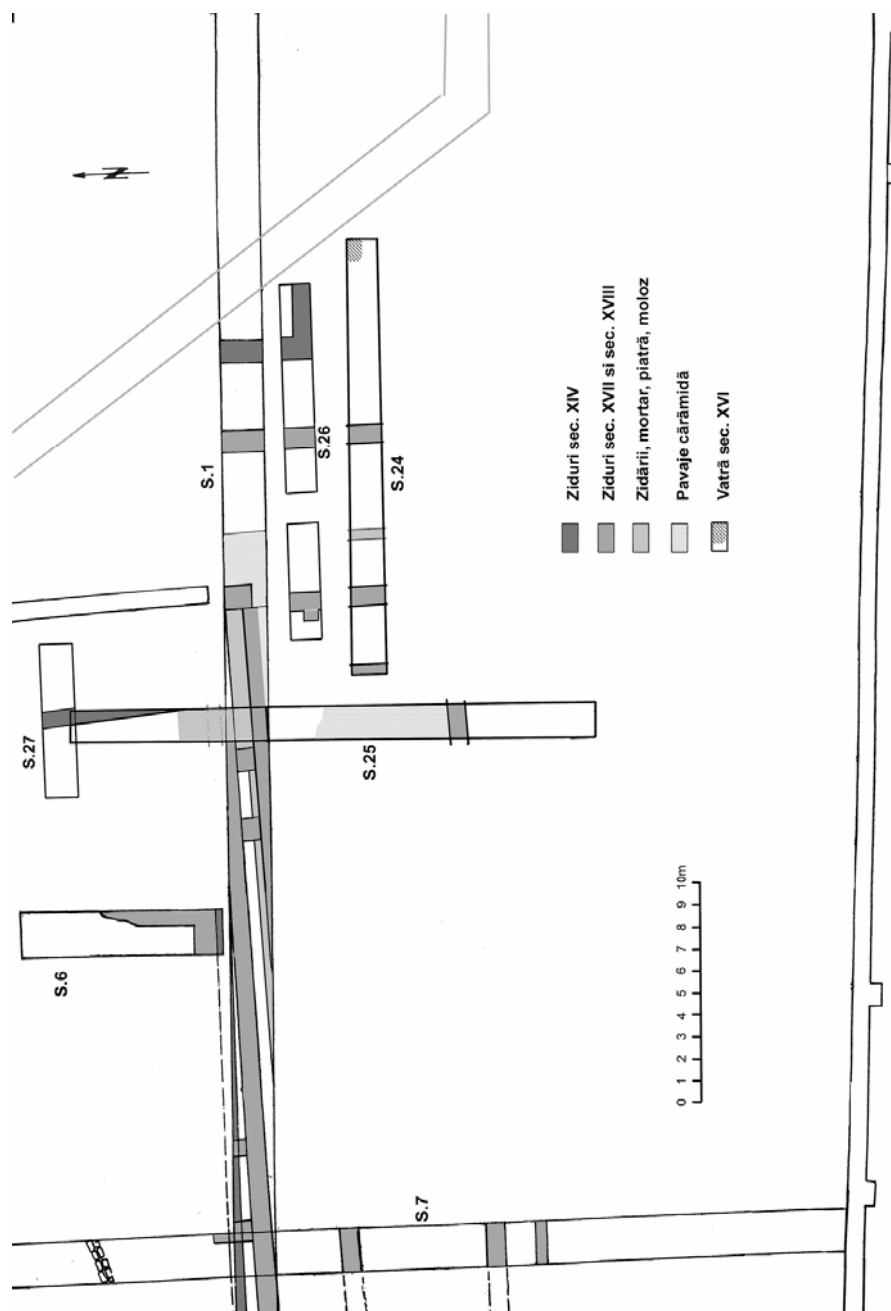 N
S.1
S.26
S.24
S.27
S.25
S.6
S.7
Ziduri sec. XIV
Ziduri sec. XVII si sec. XVIII
Zidării, mortar, piatră, moloz
Pavaje cărămidă
Vatră sec. XVI
0 1 2 3 4 5 6 7 8 9 10m